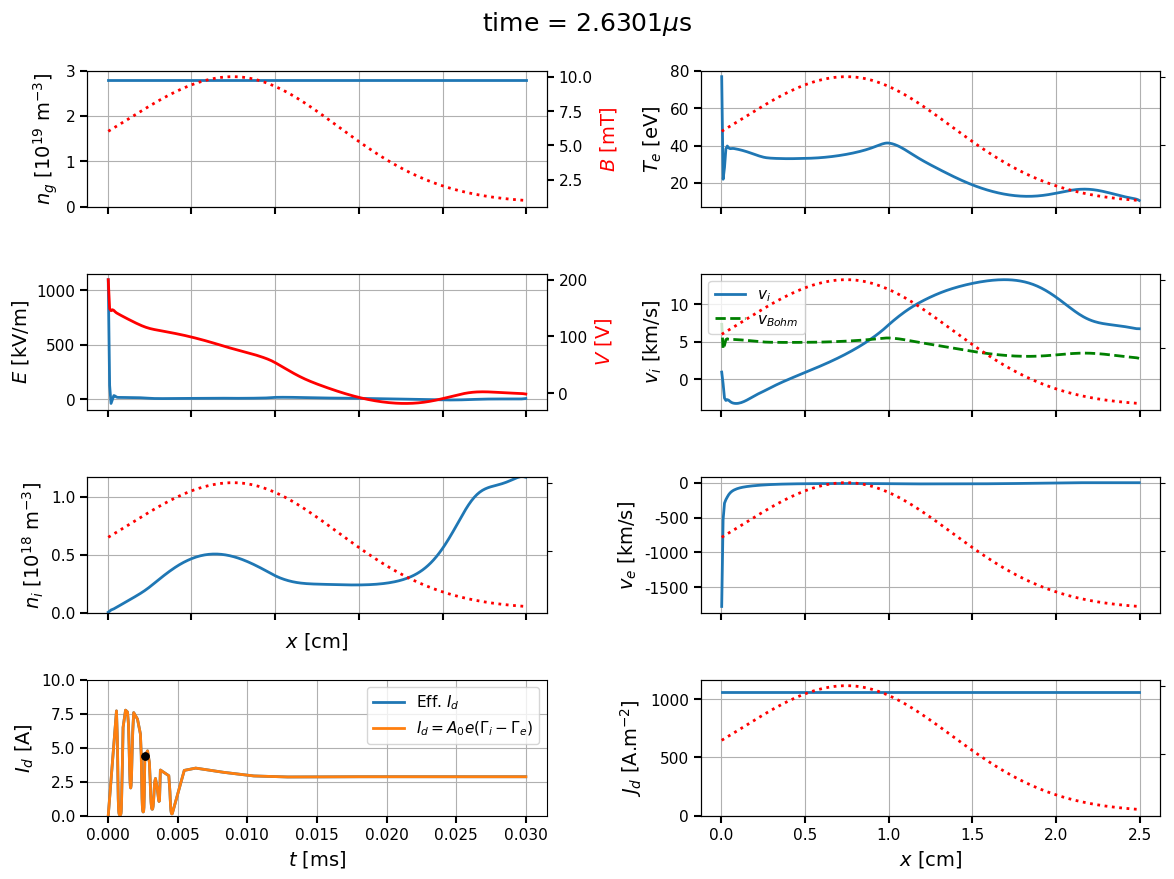 time = 2.6301μs
n_g [10^19 m^−3]
3
2
1
0
10.0
7.5
5.0
2.5
B [mT]
T_e [eV]
80
60
40
20
E [kV/m]
1000
500
0
200
100
0
V [V]
v_i [km/s]
10
5
0
v_i
v_Bohm
n_i [10^18 m^−3]
1.0
0.5
0.0
x [cm]
v_e [km/s]
0
-500
-1000
-1500
I_d [A]
10.0
7.5
5.0
2.5
0.0
Eff. I_d
I_d = A_0e(Γ_i − Γ_e)
0.000 0.005 0.010 0.015 0.020 0.025 0.030
t [ms]
J_d [A.m^−2]
1000
500
0
0.0 0.5 1.0 1.5 2.0 2.5
x [cm]